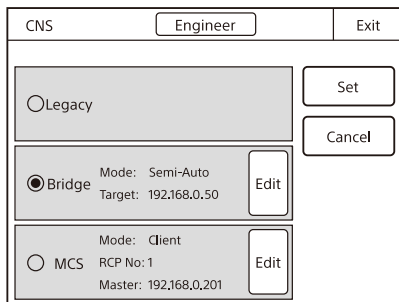 CNS Engineer Exit
Set
Cancel
Legacy
Bridge
Mode: Semi-Auto
Target: 192.168.0.50
Edit
MCS
Mode: Client
RCP No: 1
Master: 192.168.0.201
Edit